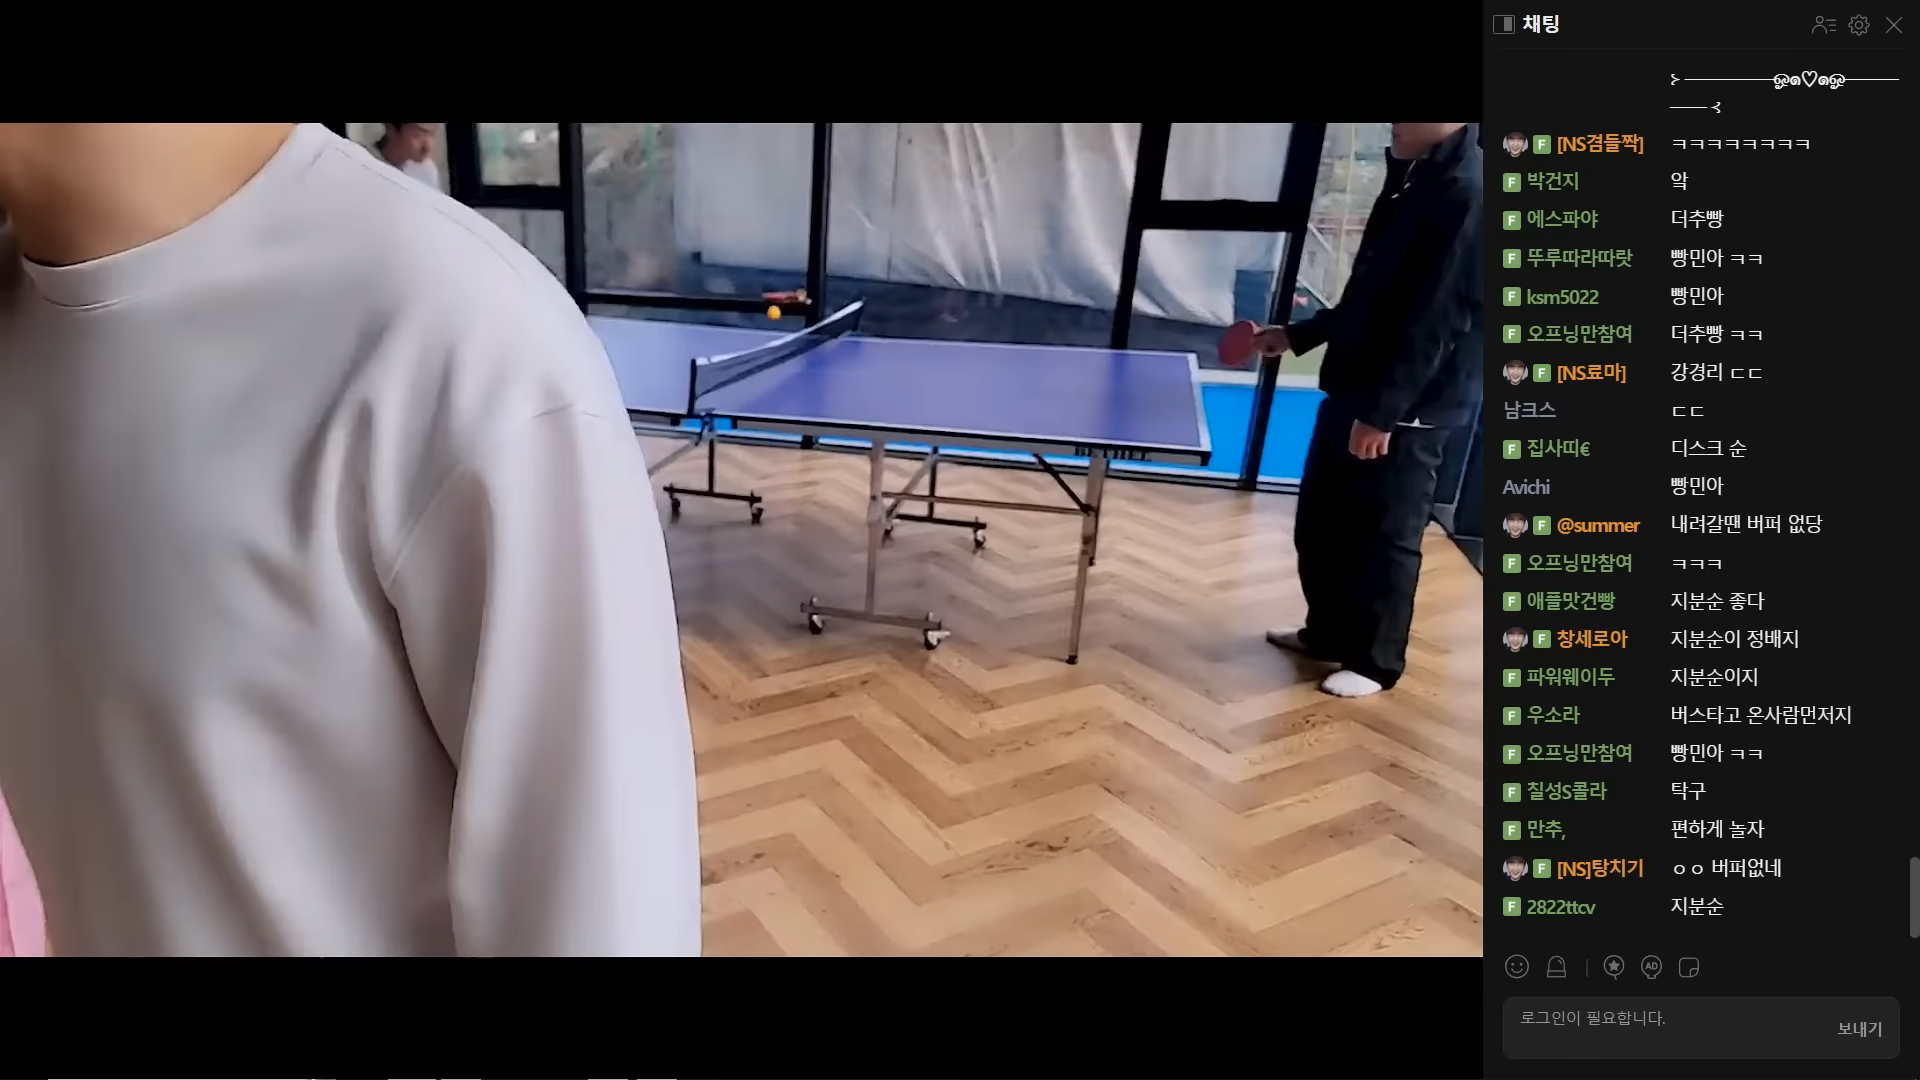 채팅
[NS겸들짝] ㅋㅋㅋㅋㅋㅋㅋㅋ
F 박건지 악
F 에스파야 더추빵
F 뚜루따라따랏 빵민아 ㅋㅋ
F ksm5022 빵민아
F 오프닝만참여 더추빵 ㅋㅋ
F [NS료마] 강경리 ㄷㄷ
남크스 ㄷㄷ
F 집사띠€ 디스크 순
Avichi 빵민아
F @summer 내려갈땐 버퍼 없당
F 오프닝만참여 ㅋㅋㅋ
F 애플맛건빵 지분순 좋다
F 창세로아 지분순이 정배지
F 파워웨이두 지분순이지
F 우소라 버스타고 온사람먼저지
F 오프닝만참여 빵민아 ㅋㅋ
F 칠성S콜라 탁구
F 만추, 편하게 놀자
F [NS]탕치기 ㅇㅇ 버퍼없네
F 2822ttcv 지분순
AD
로그인이 필요합니다.
보내기